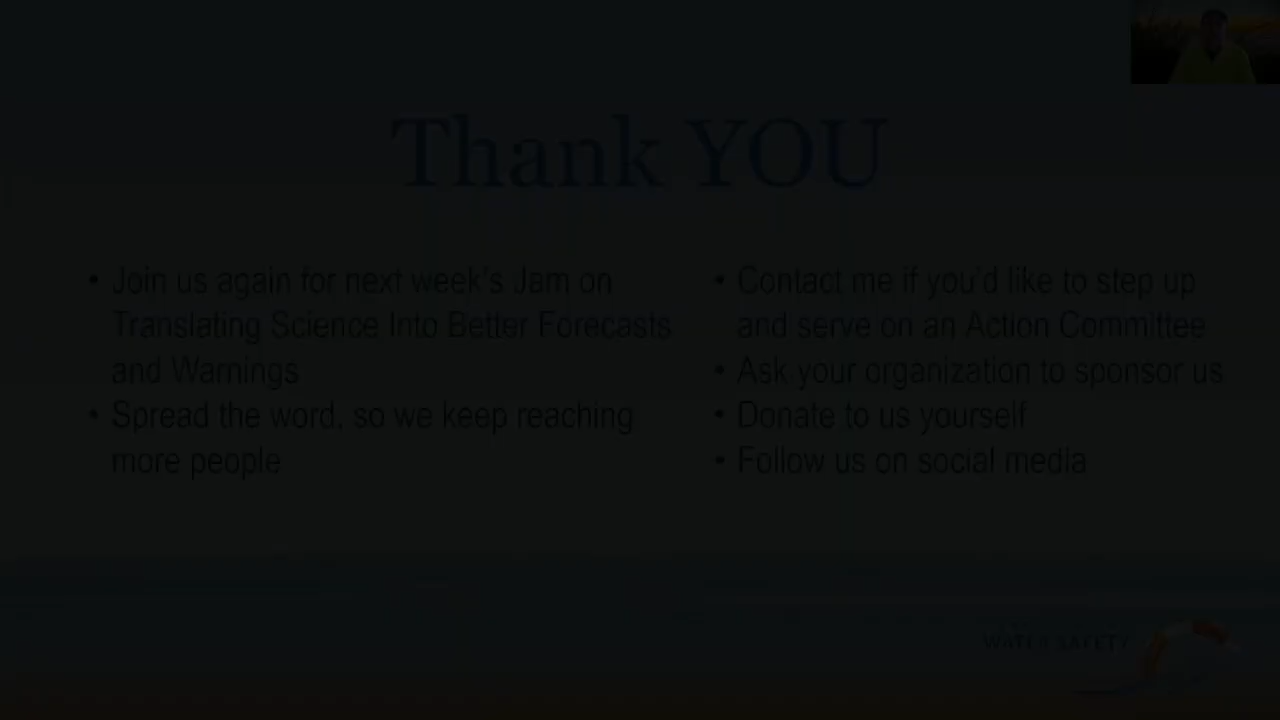 Thank YOU
• Join us again for next week's Jam on
Translating Science Into Better Forecasts
and Warnings
• Spread the word, so we keep reaching
more people
• Contact me if you'd like to step up
and serve on an Action Committee
• Ask your organization to sponsor us
• Donate to us yourself
• Follow us on social media
WATER SAFETY